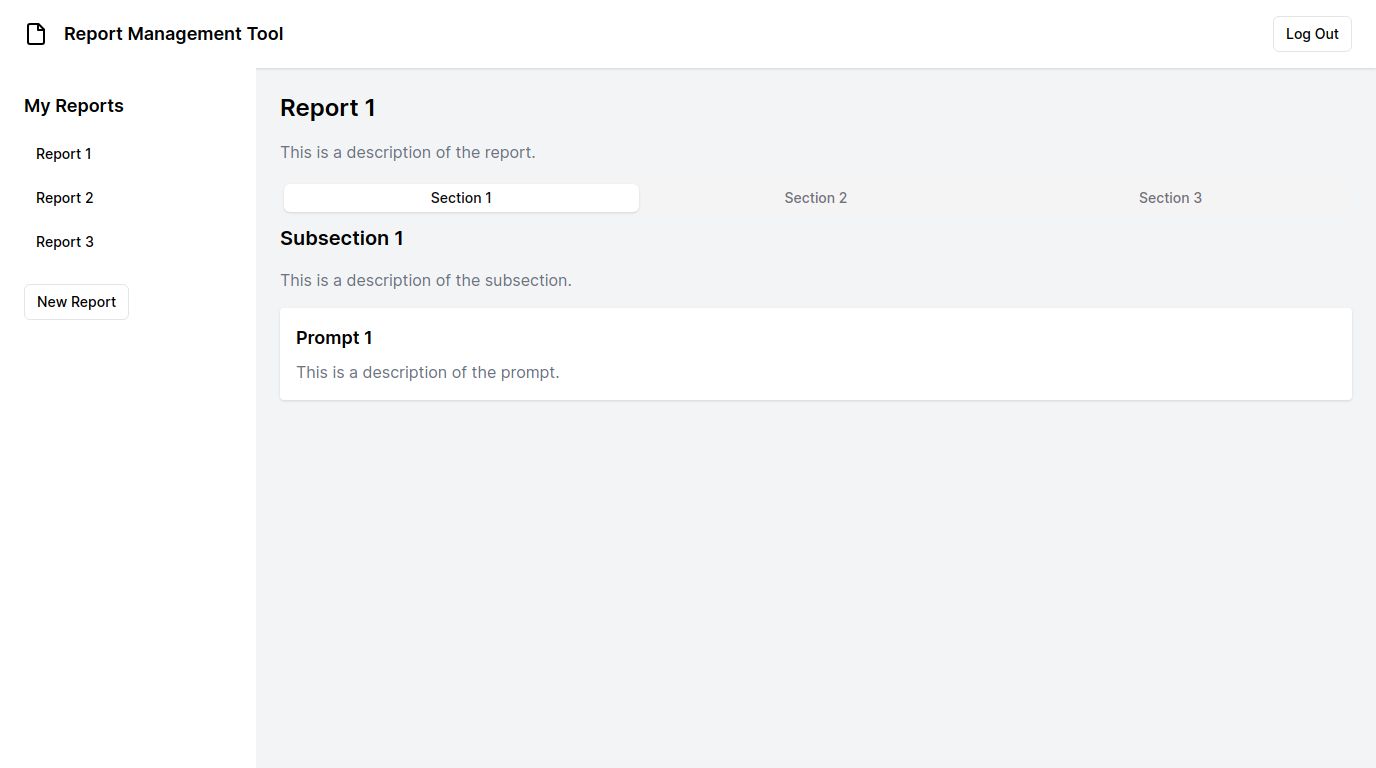 Report Management Tool
Log Out
My Reports
Report 1
Report 2
Report 3
New Report
Report 1
This is a description of the report.
Section 1
Section 2
Section 3
Subsection 1
This is a description of the subsection.
Prompt 1
This is a description of the prompt.